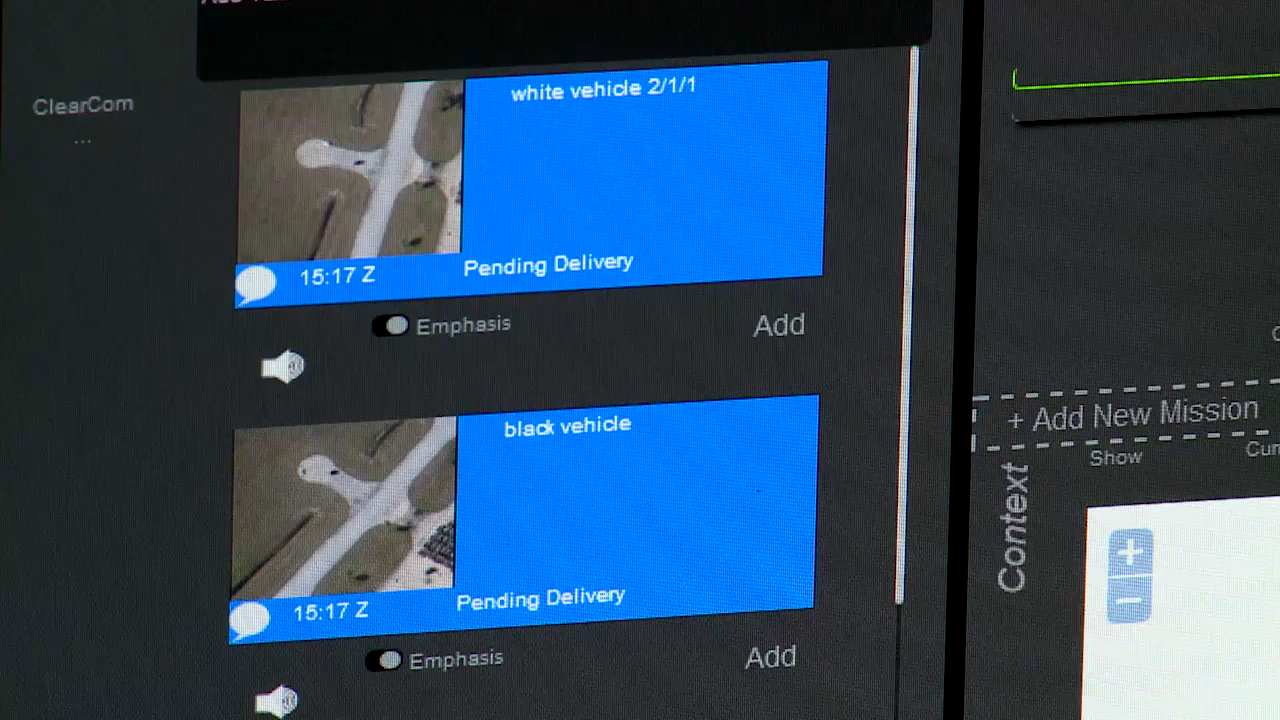 ClearCom
...
white vehicle 2/1/1
15:17 Z
Pending Delivery
Emphasis
Add
black vehicle
15:17 Z
Pending Delivery
Emphasis
Add
+ Add New Mission
Show
Context
+
−